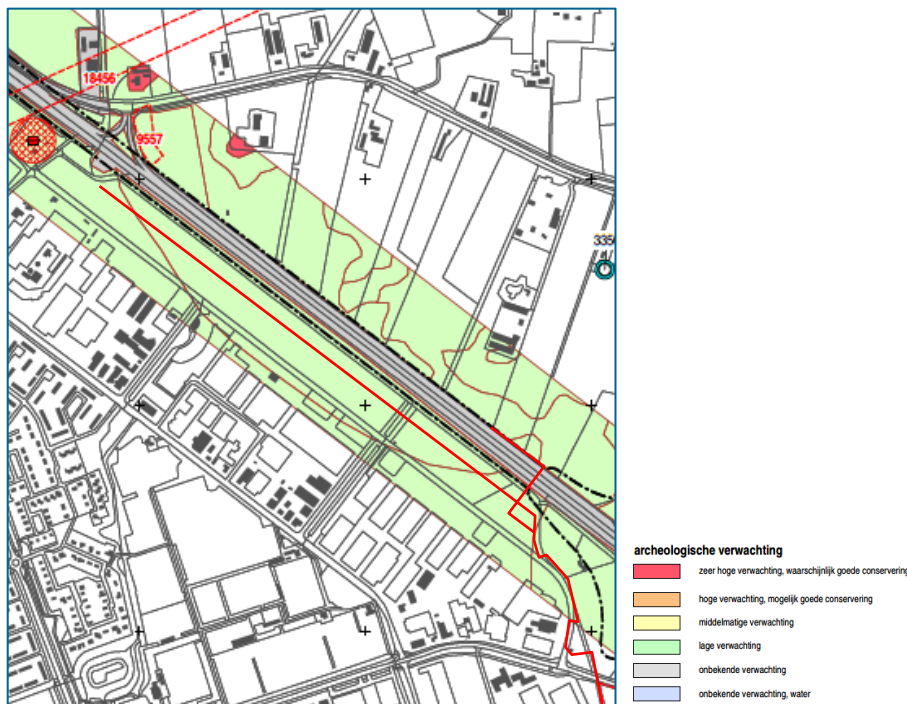 18456
9557
335
archeologische verwachting
zeer hoge verwachting, waarschijnlijk goede conservering
hoge verwachting, mogelijk goede conservering
middelmatige verwachting
lage verwachting
onbekende verwachting
onbekende verwachting, water